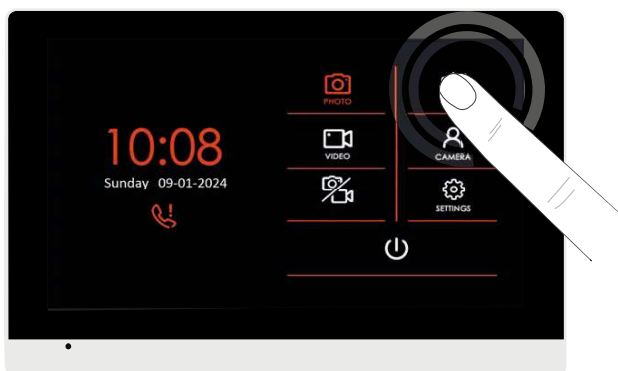 PHOTO
10:08
VIDEO
CAMERA
Sunday 09-01-2024
SETTINGS